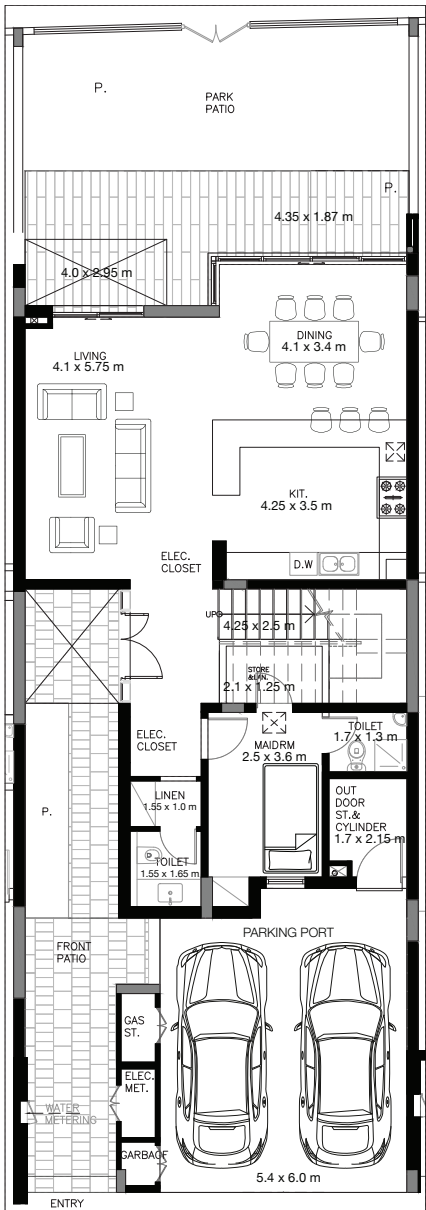 P.
PARK
PATIO
P.
4.35 x 1.87 m
4.0 x 2.95 m
DINING
4.1 x 3.4 m
LIVING
4.1 x 5.75 m
KIT.
4.25 x 3.5 m
ELEC.
CLOSET
D.W
UP
4.25 x 2.5 m
STORE
&LAN.
2.1 x 1.25 m
TOILET
1.7 x 1.3 m
ELEC.
CLOSET
MAIDRM
2.5 x 3.6 m
LINEN
1.55 x 1.0 m
OUT
DOOR
ST.&
CYLINDER
1.7 x 2.15 m
P.
TOILET
1.55 x 1.65 m
PARKING PORT
FRONT
PATIO
GAS
ST.
ELEC.
MET.
WATER
METERING
GARBAGE
5.4 x 6.0 m
ENTRY